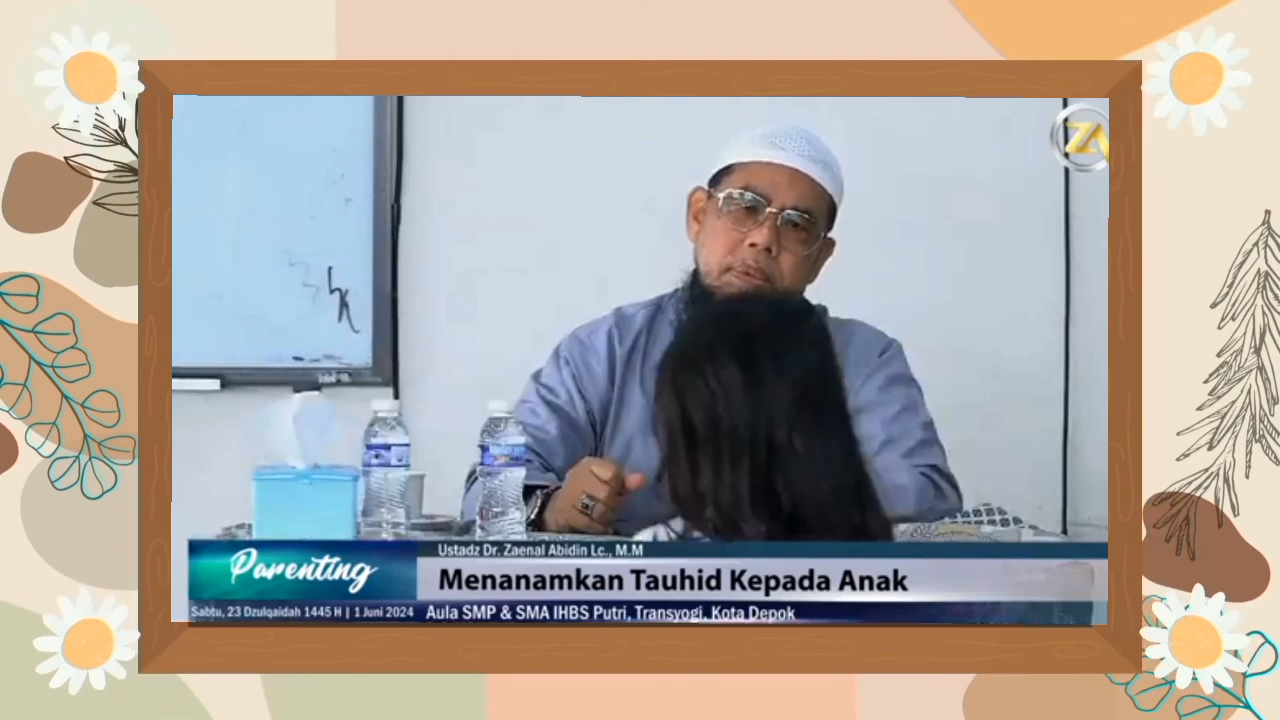 ZA
Parenting
Ustadz Dr. Zaenal Abidin Lc., M.M
Menanamkan Tauhid Kepada Anak
Sabtu, 23 Dzulqaidah 1445 H | 1 Juni 2024
Aula SMP & SMA IHBS Putri, Transyogi, Kota Depok